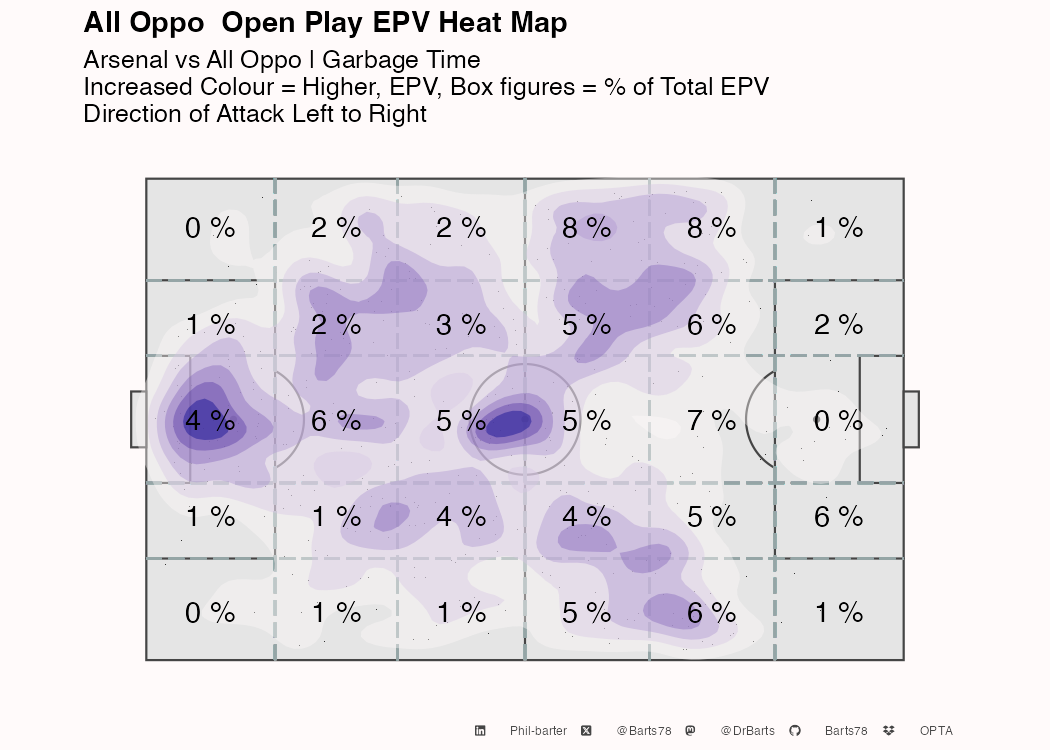 All Oppo  Open Play EPV Heat Map
Arsenal vs All Oppo | Garbage Time
Increased Colour = Higher, EPV, Box figures = % of Total EPV
Direction of Attack Left to Right
0 % 2 % 2 % 8 % 8 % 1 %
1 % 2 % 3 % 5 % 6 % 2 %
4 % 6 % 5 % 5 % 7 % 0 %
1 % 1 % 4 % 4 % 5 % 6 %
0 % 1 % 1 % 5 % 6 % 1 %
Phil-barter @Barts78 @DrBarts Barts78 OPTA